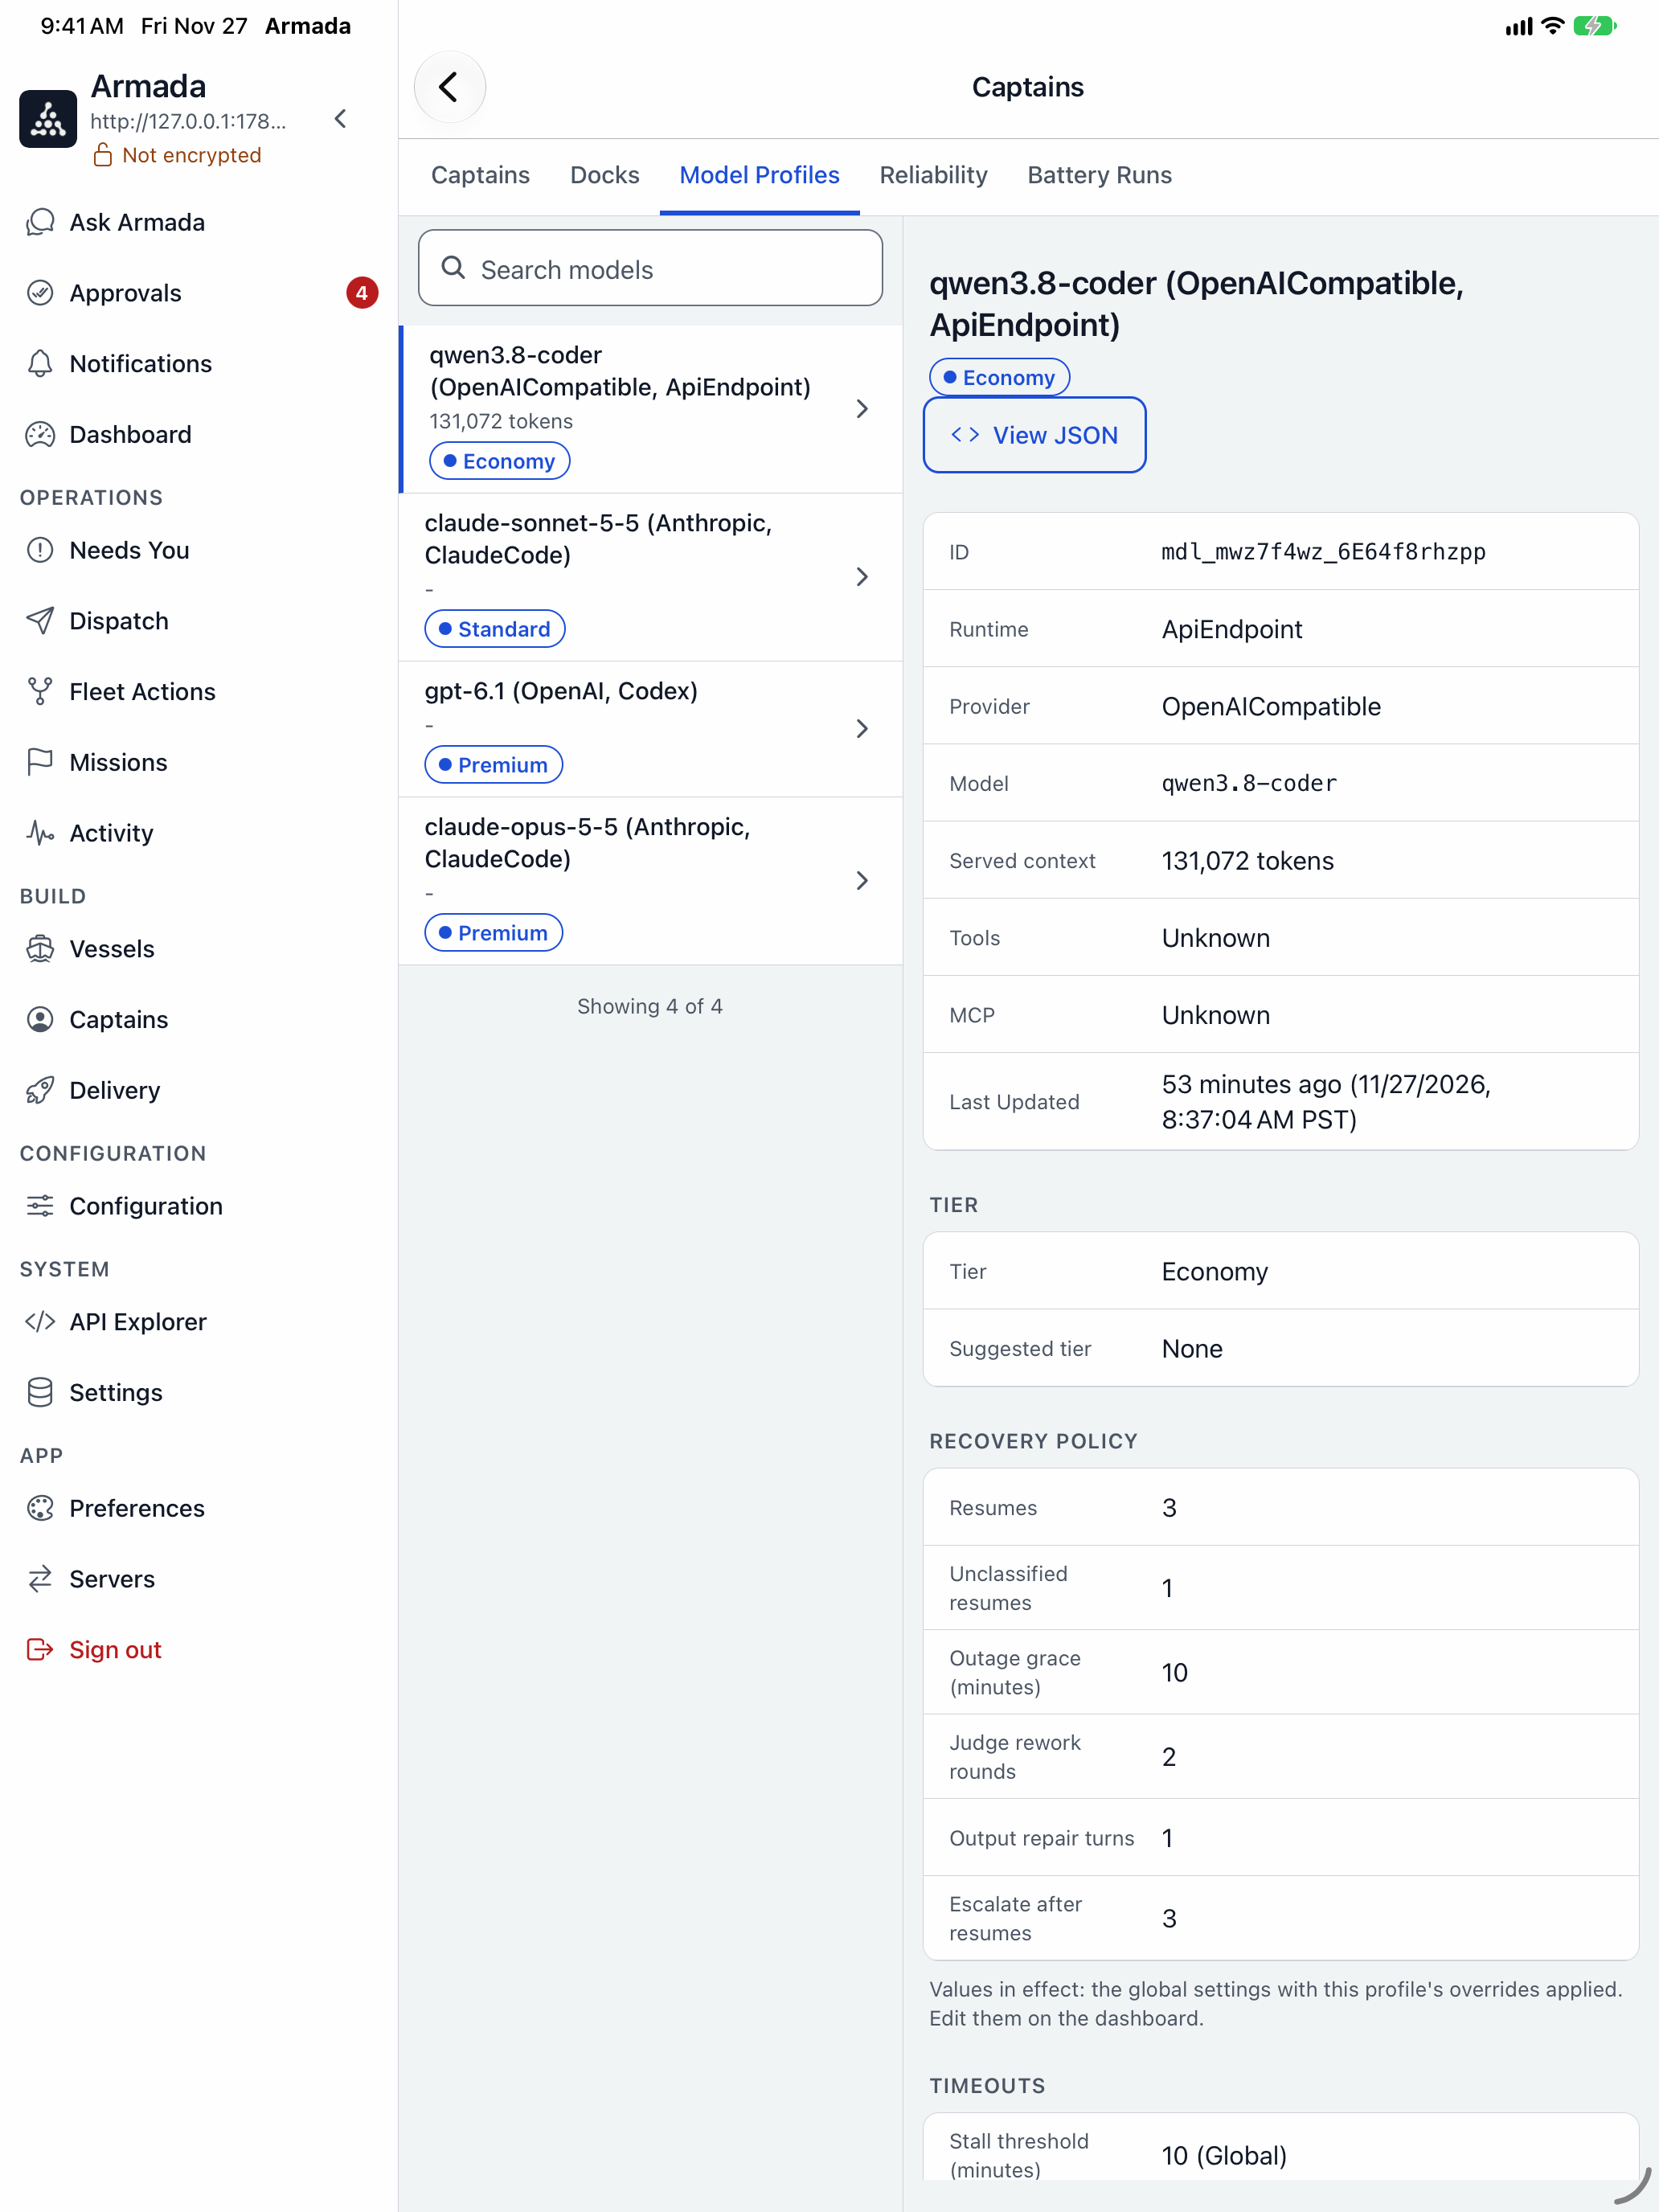 9:41 AM Fri Nov 27 Armada
Armada
http://127.0.0.1:178...
Not encrypted
Ask Armada
Approvals
4
Notifications
Dashboard
OPERATIONS
Needs You
Dispatch
Fleet Actions
Missions
Activity
BUILD
Vessels
Captains
Delivery
CONFIGURATION
Configuration
SYSTEM
API Explorer
Settings
APP
Preferences
Servers
Sign out
Captains
Captains Docks Model Profiles Reliability Battery Runs
Search models
qwen3.8-coder
(OpenAICompatible, ApiEndpoint)
131,072 tokens
Economy
claude-sonnet-5-5 (Anthropic,
ClaudeCode)
-
Standard
gpt-6.1 (OpenAI, Codex)
-
Premium
claude-opus-5-5 (Anthropic,
ClaudeCode)
-
Premium
Showing 4 of 4
qwen3.8-coder (OpenAICompatible,
ApiEndpoint)
Economy
View JSON
ID mdl_mwz7f4wz_6E64f8rhzpp
Runtime ApiEndpoint
Provider OpenAICompatible
Model qwen3.8-coder
Served context 131,072 tokens
Tools Unknown
MCP Unknown
Last Updated 53 minutes ago (11/27/2026,
8:37:04 AM PST)
TIER
Tier Economy
Suggested tier None
RECOVERY POLICY
Resumes 3
Unclassified
resumes 1
Outage grace
(minutes) 10
Judge rework
rounds 2
Output repair turns 1
Escalate after
resumes 3
Values in effect: the global settings with this profile's overrides applied.
Edit them on the dashboard.
TIMEOUTS
Stall threshold
(minutes) 10 (Global)